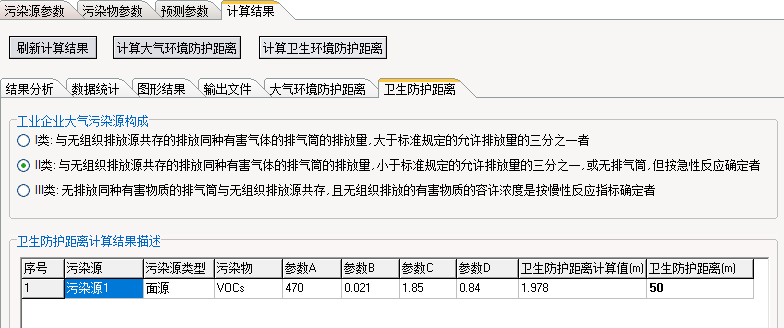 污染源参数 污染物参数 预测参数 计算结果
刷新计算结果 计算大气环境防护距离 计算卫生环境防护距离
结果分析 数据统计 图形结果 输出文件 大气环境防护距离 卫生防护距离
工业企业大气污染源构成
I类: 与无组织排放源共存的排放同种有害气体的排气筒的排放量,大于标准规定的允许排放量的三分之一者
II类: 与无组织排放源共存的排放同种有害气体的排气筒的排放量,小于标准规定的允许排放量的三分之一,或无排气筒,但按急性反应确定者
III类: 无排放同种有害物质的排气筒与无组织排放源共存,且无组织排放的有害物质的容许浓度是按慢性反应指标确定者
卫生防护距离计算结果描述
序号 污染源 污染源类型 污染物 参数A 参数B 参数C 参数D 卫生防护距离计算值(m) 卫生防护距离(m)
1 污染源1 面源 VOCs 470 0.021 1.85 0.84 1.978 50